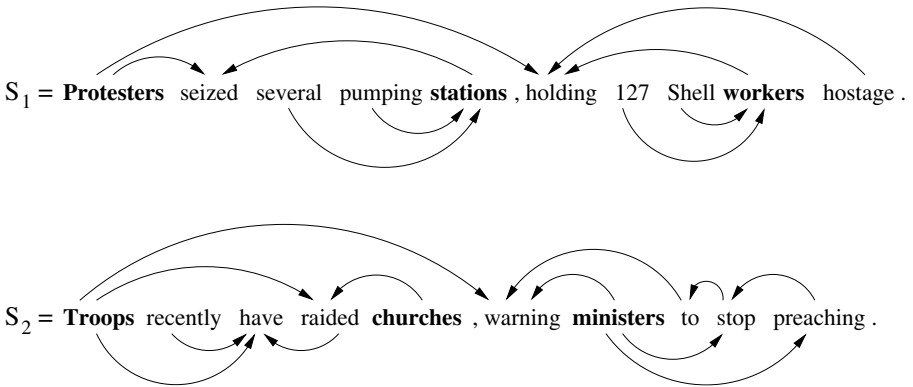 S1 = Protesters seized several pumping stations , holding 127 Shell workers hostage .
S2 = Troops recently have raided churches , warning ministers to stop preaching .